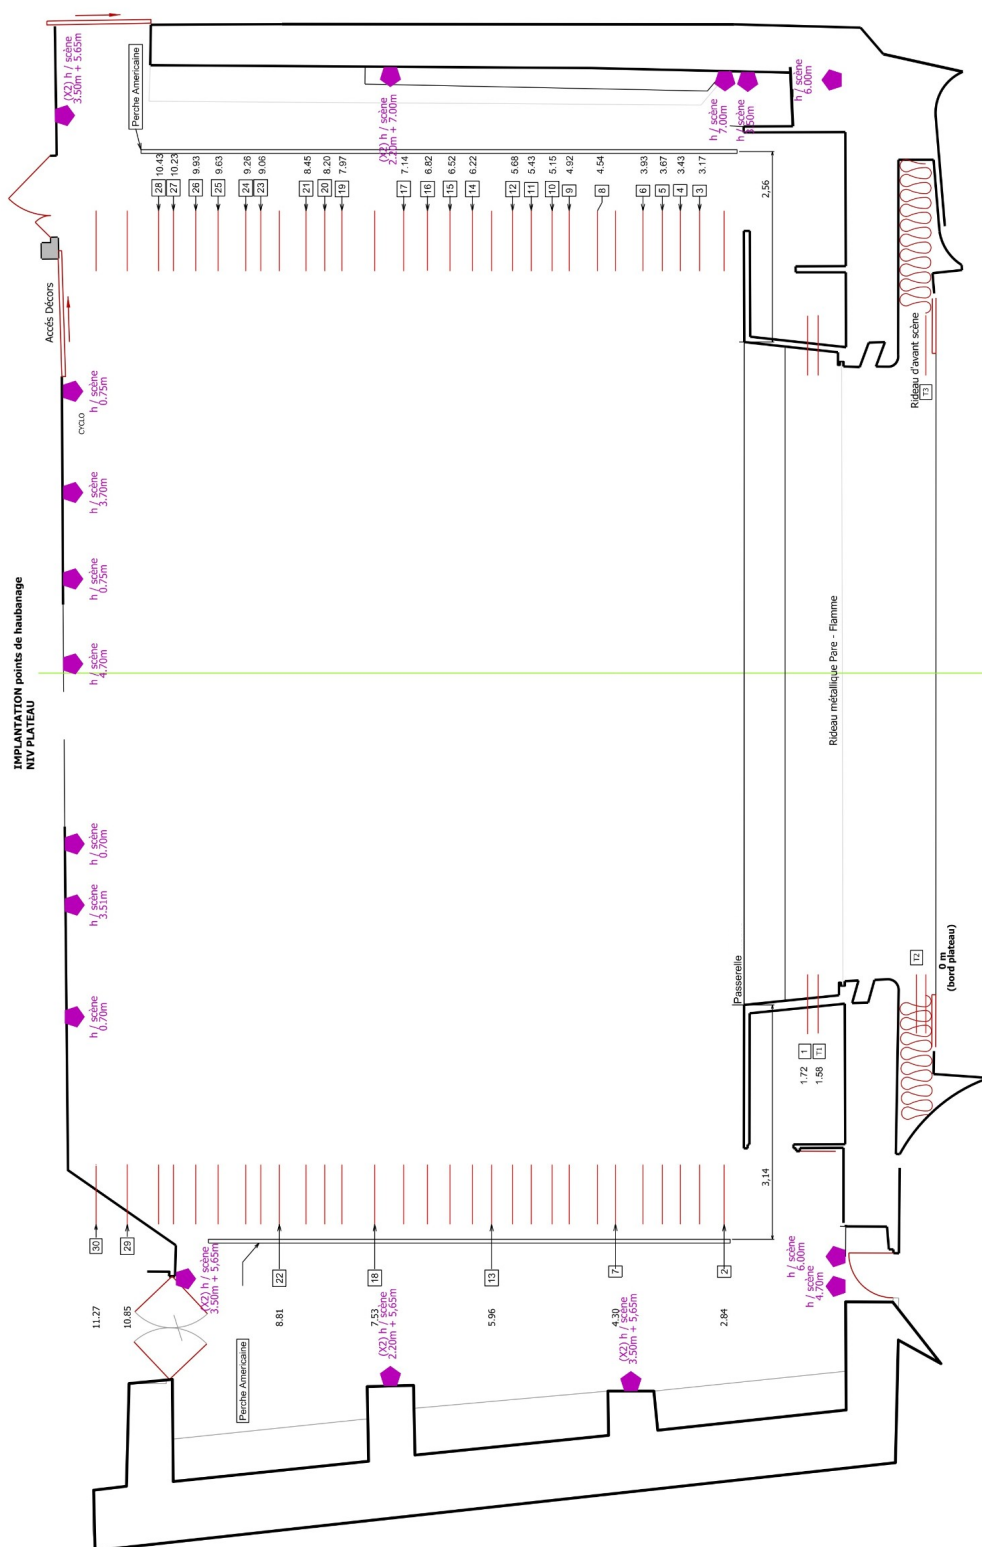 IMPLANTATION points de haubanage
NIV PLATEAU
(X2) h / scène
3.50m + 5.65m
Perche Americaine
(X2) h / scène
2.20m + 7.00m
h / scène
7.00m
h / scène
h / scène
6.00m
28 10.43
27 10.23
26 9.93
25 9.63
24 9.26
23 9.06
21 8.45
20 8.20
19 7.97
17 7.14
16 6.82
15 6.52
14 6.22
12 5.68
11 5.43
10 5.15
9 4.92
8 4.54
6 3.93
5 3.67
4 3.43
3 3.17
2,56
Accés Décors
h / scène
0.75m
CYCLO
h / scène
3.70m
h / scène
0.75m
h / scène
4.70m
Rideau d'avant scène
T3
Rideau métallique Pare - Flamme
h / scène
0.70m
h / scène
3.51m
h / scène
0.70m
Passerelle
T2
0 m
(bord plateau)
1.72 1
1.58 T1
3,14
11.27 30
10.85 29
8.81 22
7.53 18
5.96 13
4.30 7
2.84 2
(X2) h / scène
3.50m + 5,65m
Perche Americaine
(X2) h / scène
2.20m + 5,65m
(X2) h / scène
3.50m + 5,65m
h / scène
6.00m
h / scène
4.70m